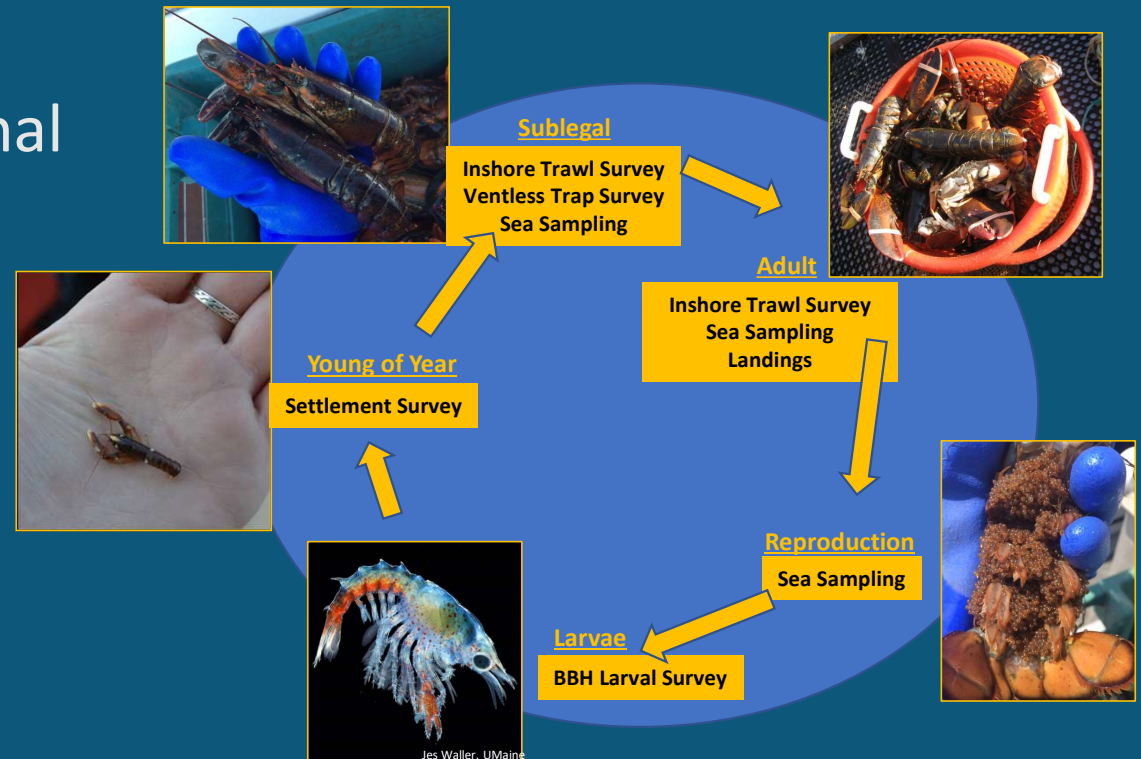 nal
Sublegal
Inshore Trawl Survey
Ventless Trap Survey
Sea Sampling
Adult
Inshore Trawl Survey
Sea Sampling
Landings
Young of Year
Settlement Survey
Reproduction
Sea Sampling
Larvae
BBH Larval Survey
Jes Waller, UMaine